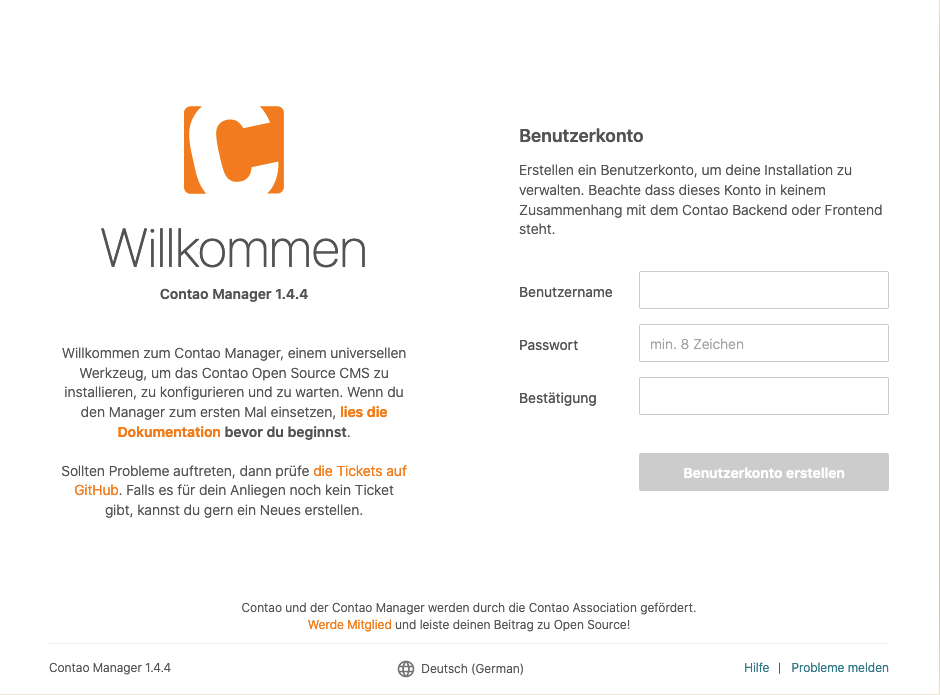 Willkommen
Contao Manager 1.4.4
Willkommen zum Contao Manager, einem universellen
Werkzeug, um das Contao Open Source CMS zu
installieren, zu konfigurieren und zu warten. Wenn du
den Manager zum ersten Mal einsetzen, lies die
Dokumentation bevor du beginnst.
Sollten Probleme auftreten, dann prüfe die Tickets auf
GitHub. Falls es für dein Anliegen noch kein Ticket
gibt, kannst du gern ein Neues erstellen.
Benutzerkonto
Erstellen ein Benutzerkonto, um deine Installation zu
verwalten. Beachte dass dieses Konto in keinem
Zusammenhang mit dem Contao Backend oder Frontend
steht.
Benutzername
Passwort min. 8 Zeichen
Bestätigung
Benutzerkonto erstellen
Contao und der Contao Manager werden durch die Contao Association gefördert.
Werde Mitglied und leiste deinen Beitrag zu Open Source!
Contao Manager 1.4.4 Deutsch (German) Hilfe | Probleme melden